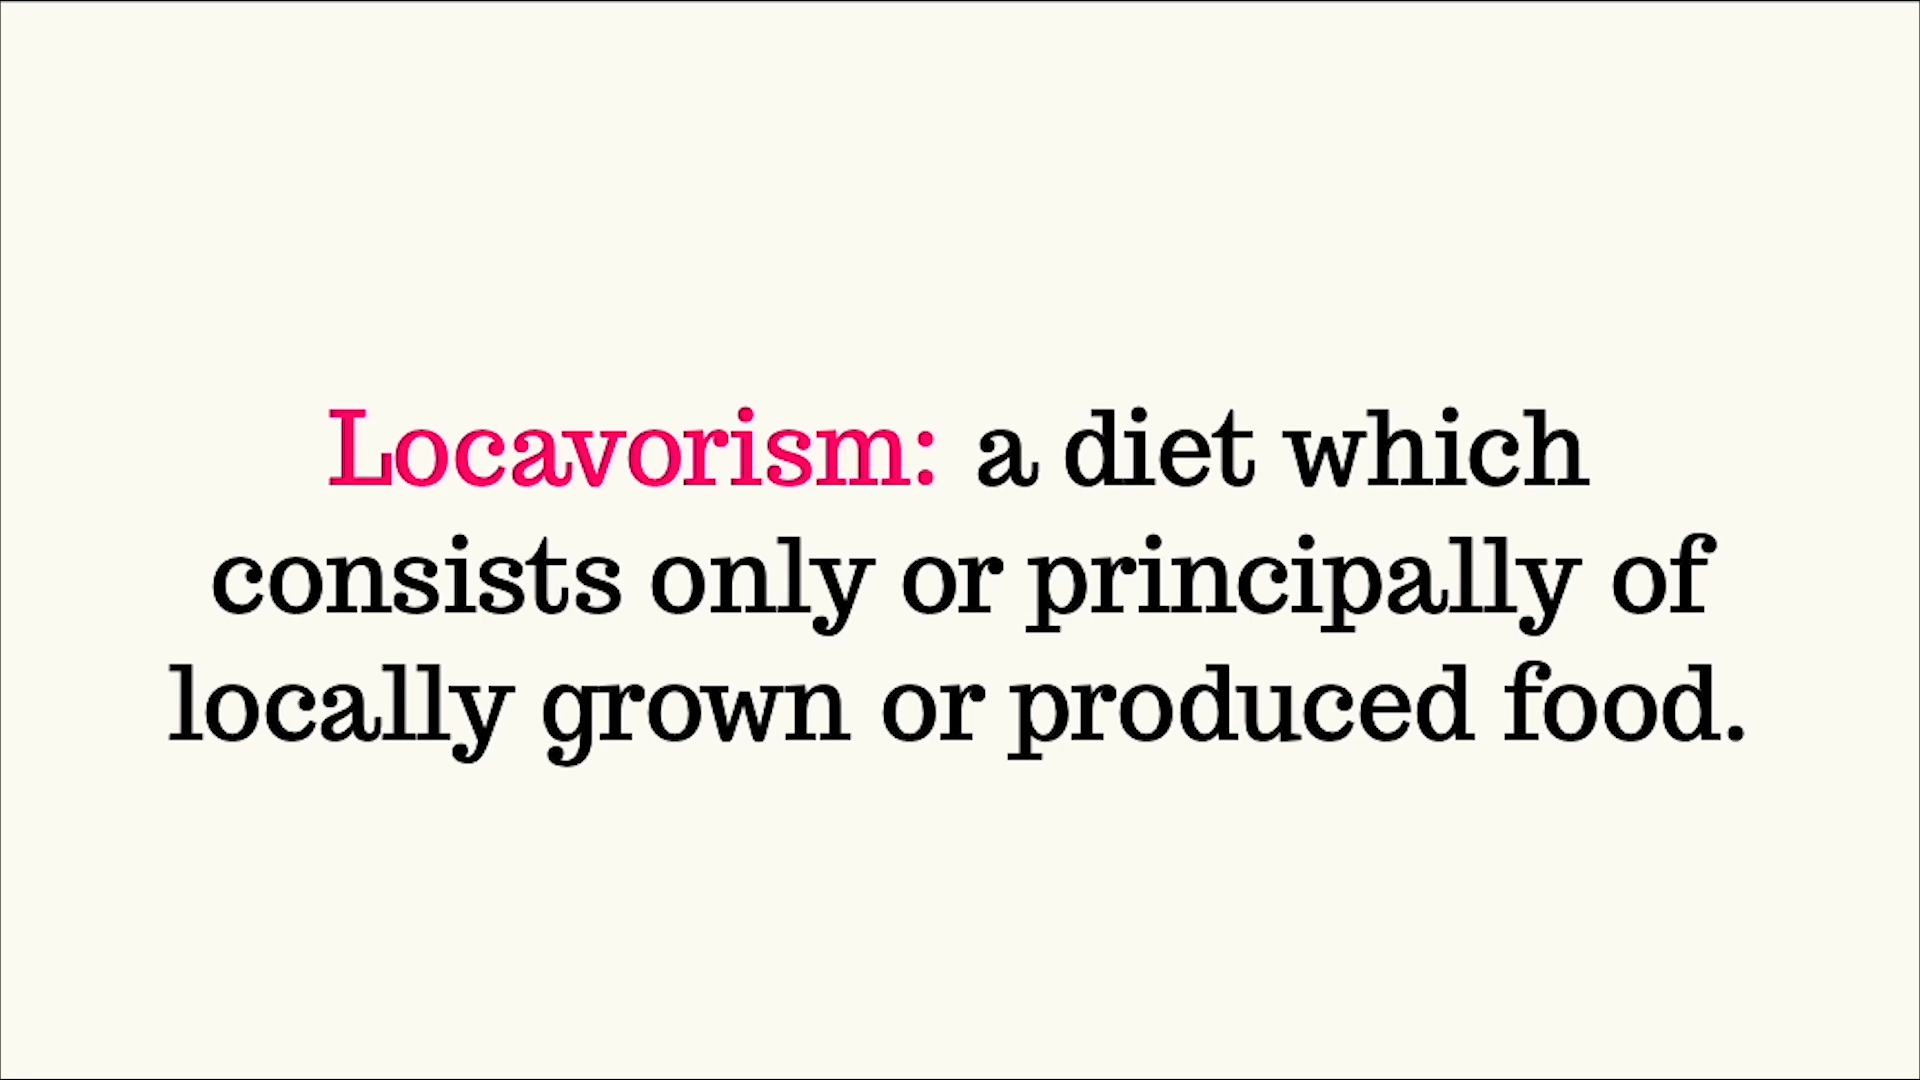 Locavorism: a diet which
consists only or principally of
locally grown or produced food.